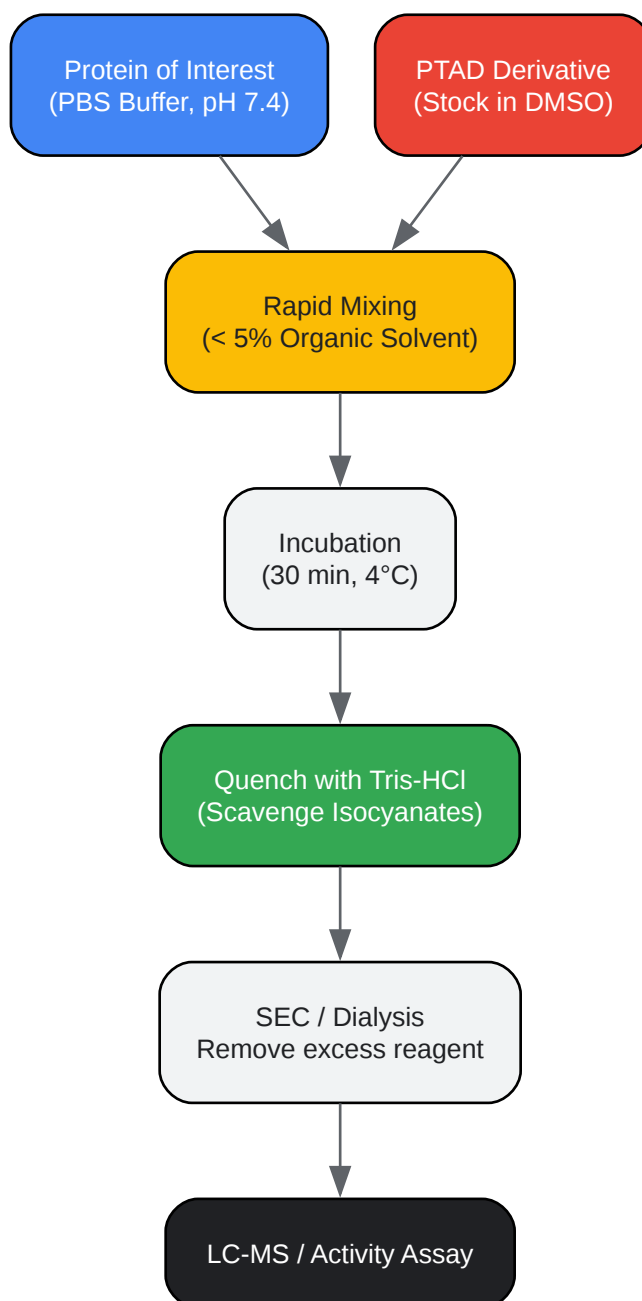 Protein of Interest
(PBS Buffer, pH 7.4)
PTAD Derivative
(Stock in DMSO)
Rapid Mixing
(< 5% Organic Solvent)
Incubation
(30 min, 4°C)
Quench with Tris-HCl
(Scavenge Isocyanates)
SEC / Dialysis
Remove excess reagent
LC-MS / Activity Assay